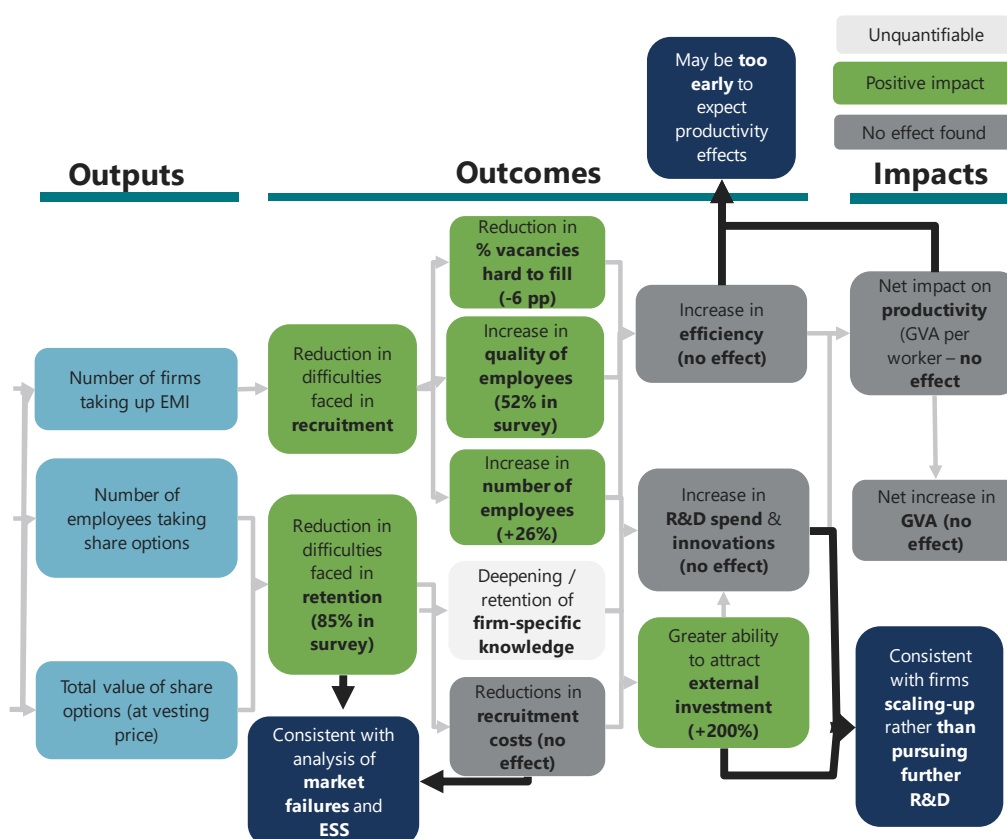 Unquantifiable
Positive impact
No effect found
May be too
early to
expect
productivity
effects
Outputs
Outcomes
Impacts
Number of firms
taking up EMI
Number of
employees taking
share options
Total value of share
options (at vesting
price)
Reduction in
difficulties
faced in
recruitment
Reduction in
difficulties
faced in
retention
(85% in
survey)
Consistent with
analysis of
market
failures and
ESS
Reduction in
% vacancies
hard to fill
(-6 pp)
Increase in
quality of
employees
(52% in
survey)
Increase in
number of
employees
(+26%)
Deepening /
retention of
firm-specific
knowledge
Reductions in
recruitment
costs (no
effect)
Increase in
efficiency
(no effect)
Increase in
R&D spend &
innovations
(no effect)
Greater ability
to attract
external
investment
(+200%)
Net impact on
productivity
(GVA per
worker – no
effect
Net increase in
GVA (no
effect)
Consistent
with firms
scaling-up
rather than
pursuing
further
R&D